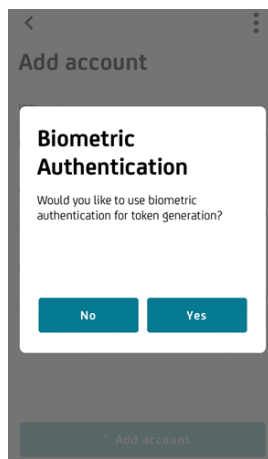 Add account
Biometric
Authentication
Would you like to use biometric
authentication for token generation?
No Yes
Add account